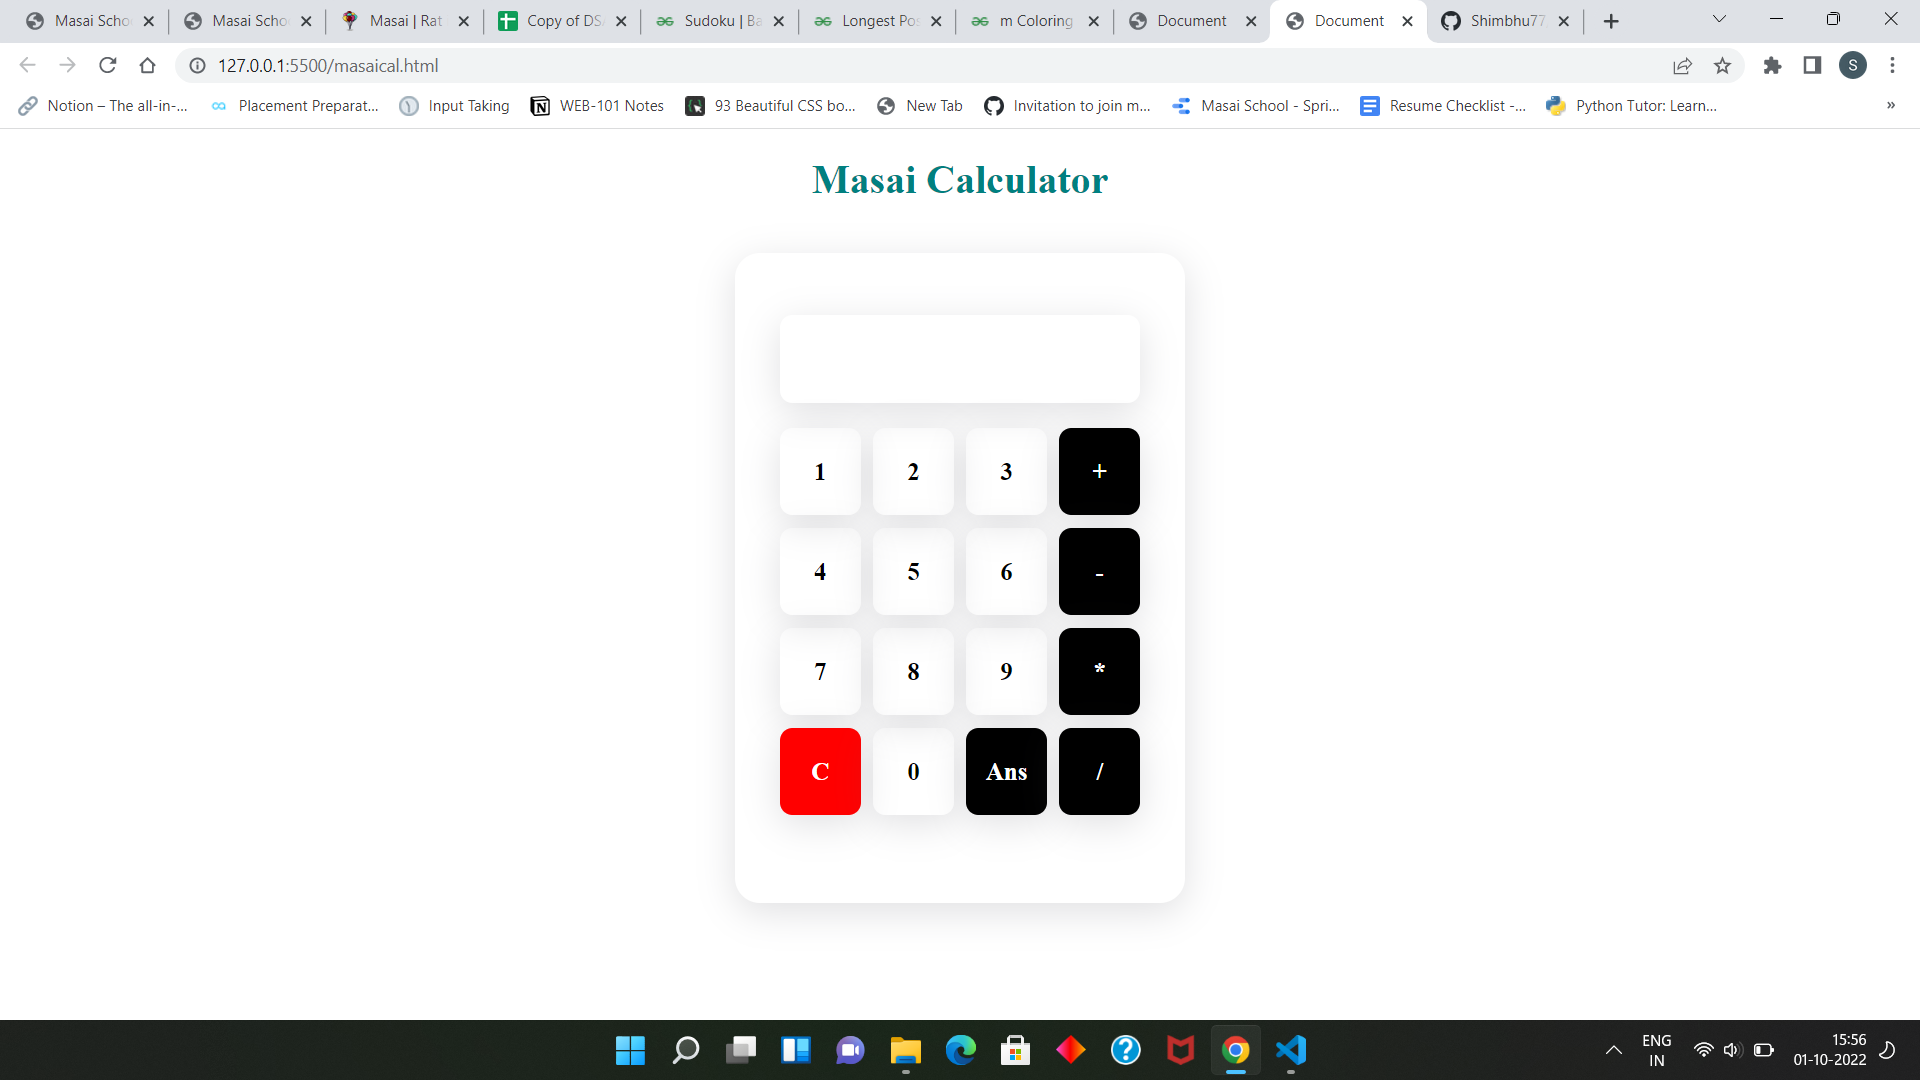 Masai Scho
Masai Scho
Masai | Rat
Copy of DS
Sudoku | Ba
Longest Pos
m Coloring
Document
Document
Shimbhu77
127.0.0.1:5500/masaical.html
S
Notion – The all-in-...
Placement Preparat...
Input Taking
WEB-101 Notes
93 Beautiful CSS bo...
New Tab
Invitation to join m...
Masai School - Spri...
Resume Checklist -...
Python Tutor: Learn...
»
Masai Calculator
1 2 3 +
4 5 6 -
7 8 9 *
C 0 Ans /
ENG
IN
15:56
01-10-2022